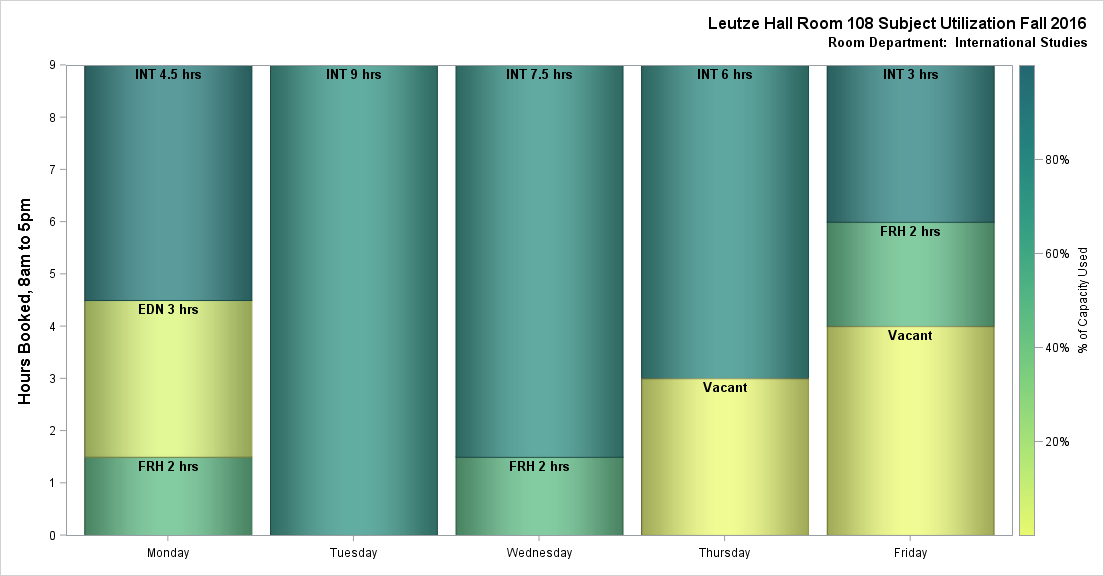 Leutze Hall Room 108 Subject Utilization Fall 2016
Room Department: International Studies
Hours Booked, 8am to 5pm
9
8
7
6
5
4
3
2
1
0
INT 4.5 hrs
EDN 3 hrs
FRH 2 hrs
INT 9 hrs
INT 7.5 hrs
FRH 2 hrs
INT 6 hrs
Vacant
INT 3 hrs
FRH 2 hrs
Vacant
Monday
Tuesday
Wednesday
Thursday
Friday
80%
60%
40%
20%
% of Capacity Used